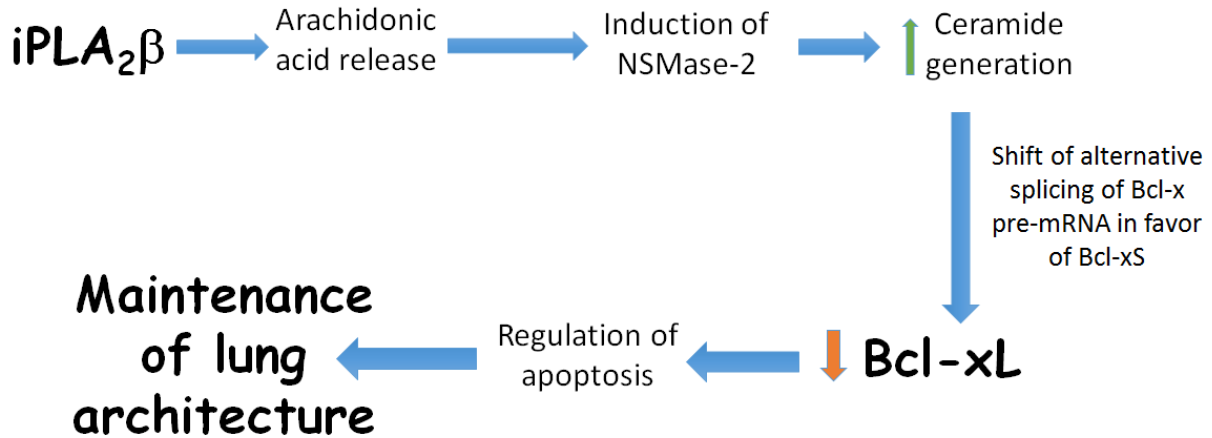 iPLA₂β
Arachidonic
acid release
Induction of
NSMase-2
Ceramide
generation
Shift of alternative
splicing of Bcl-x
pre-mRNA in favor
of Bcl-xS
Bcl-xL
Regulation of
apoptosis
Maintenance
of lung
architecture